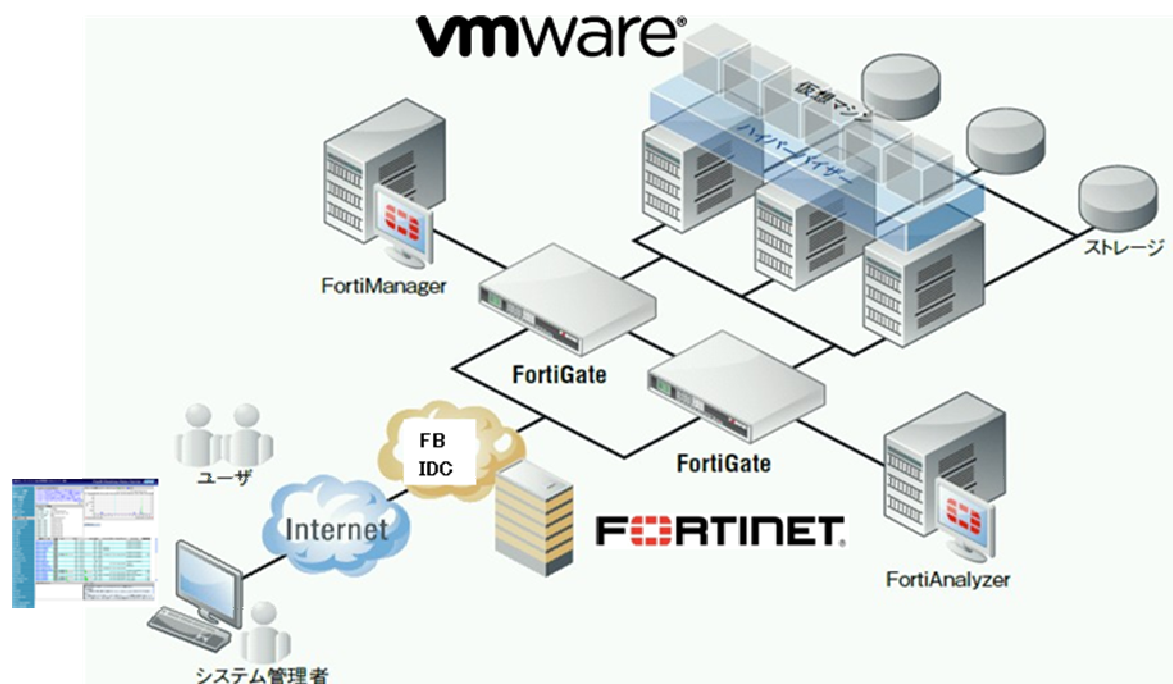 vmware®
仮想マシン
ハイパーバイザー
ストレージ
FortiManager
FortiGate
FortiGate
FB
IDC
ユーザ
Internet
FORTINET®
FortiAnalyzer
システム管理者